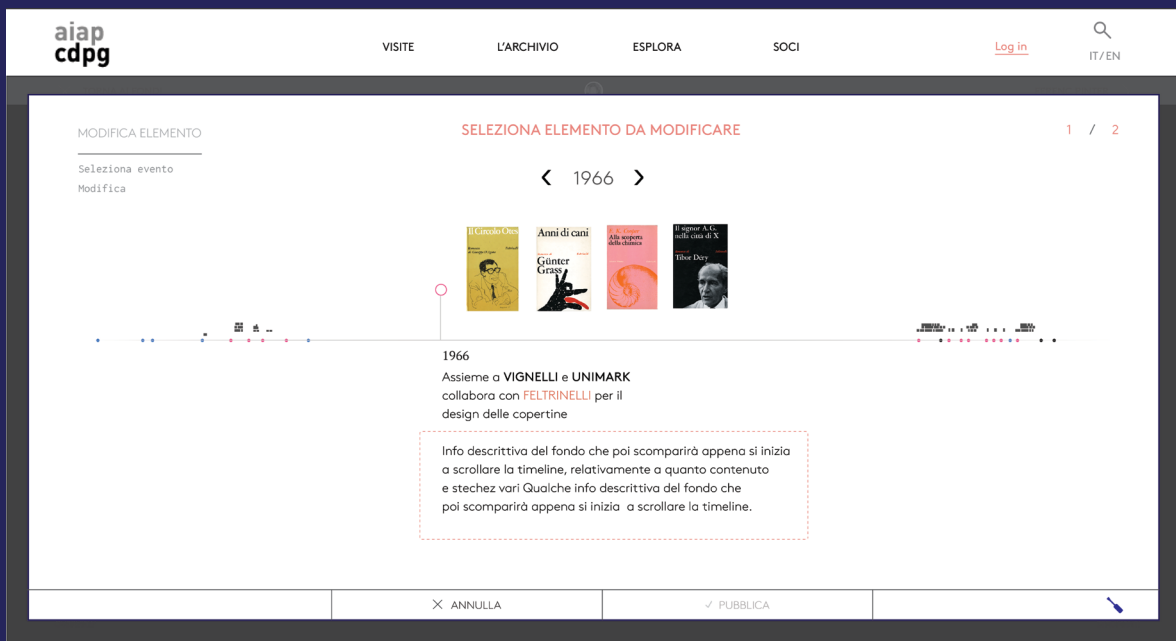 aiap
cdpg
VISITE
L'ARCHIVIO
ESPLORA
SOCI
Log in
IT/EN
MODIFICA ELEMENTO
Seleziona evento
Modifica
SELEZIONA ELEMENTO DA MODIFICARE
1 / 2
1966
Il Circolo Otes
Anni di cani
Günter
Grass
Alla scoperta
della chimica
Il signor A.G.
nella città di X
Tibor Déry
1966
Assieme a VIGNELLI e UNIMARK
collabora con FELTRINELLI per il
design delle copertine
Info descrittiva del fondo che poi scomparirà appena si inizia
a scrollare la timeline, relativamente a quanto contenuto
e stechez vari Qualche info descrittiva del fondo che
poi scomparirà appena si inizia a scrollare la timeline.
ANNULLA
PUBBLICA